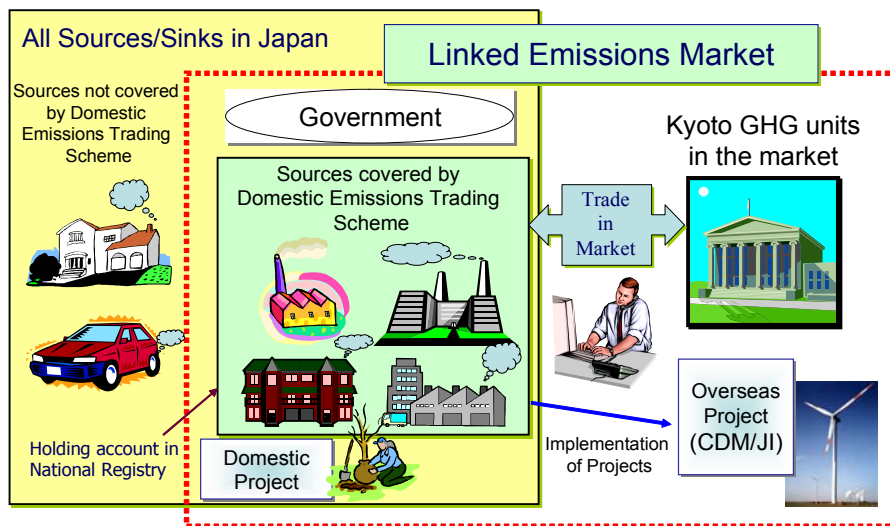 All Sources/Sinks in Japan
Linked Emissions Market
Sources not covered
by Domestic
Emissions Trading
Scheme
Government
Kyoto GHG units
in the market
Sources covered by
Domestic Emissions Trading
Scheme
Trade
in
Market
Holding account in
National Registry
Domestic
Project
Implementation
of Projects
Overseas
Project
(CDM/JI)